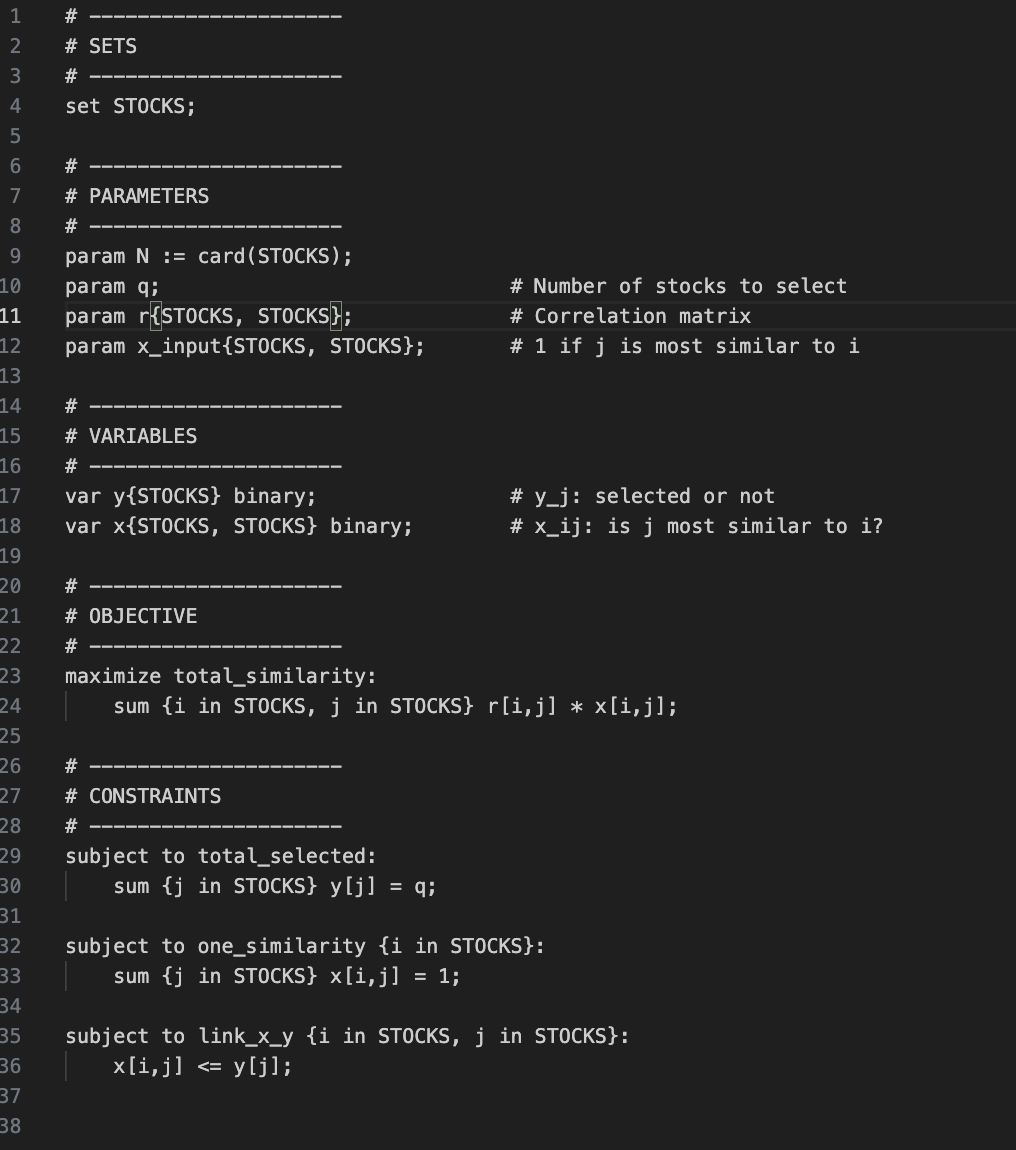 1 # ---------------------
2 # SETS
3 # ---------------------
4 set STOCKS;
5
6 # ---------------------
7 # PARAMETERS
8 # ---------------------
9 param N := card(STOCKS);
10 param q;                             # Number of stocks to select
11 param r{STOCKS, STOCKS};             # Correlation matrix
12 param x_input{STOCKS, STOCKS};       # 1 if j is most similar to i
13
14 # ---------------------
15 # VARIABLES
16 # ---------------------
17 var y{STOCKS} binary;                # y_j: selected or not
18 var x{STOCKS, STOCKS} binary;        # x_ij: is j most similar to i?
19
20 # ---------------------
21 # OBJECTIVE
22 # ---------------------
23 maximize total_similarity:
24     sum {i in STOCKS, j in STOCKS} r[i,j] * x[i,j];
25
26 # ---------------------
27 # CONSTRAINTS
28 # ---------------------
29 subject to total_selected:
30     sum {j in STOCKS} y[j] = q;
31
32 subject to one_similarity {i in STOCKS}:
33     sum {j in STOCKS} x[i,j] = 1;
34
35 subject to link_x_y {i in STOCKS, j in STOCKS}:
36     x[i,j] <= y[j];
37
38